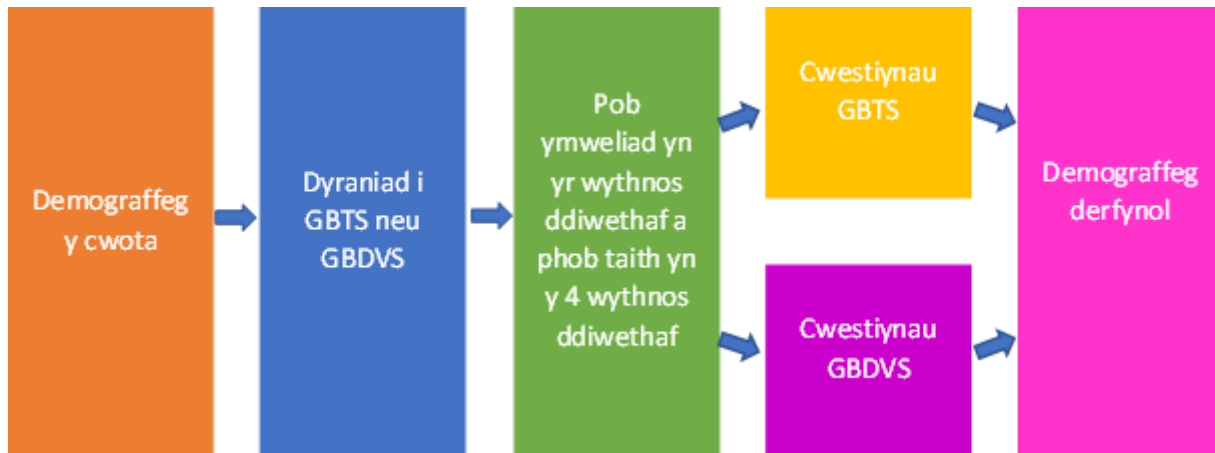 Demograffeg
y cwota
Dyraniad i
GBTS neu
GBDVS
Pob
ymweliad yn
yr wythnos
ddiwethaf a
phob taith yn
y 4 wythnos
ddiwethaf
Cwestiynau
GBTS
Cwestiynau
GBDVS
Demograffeg
derfynol